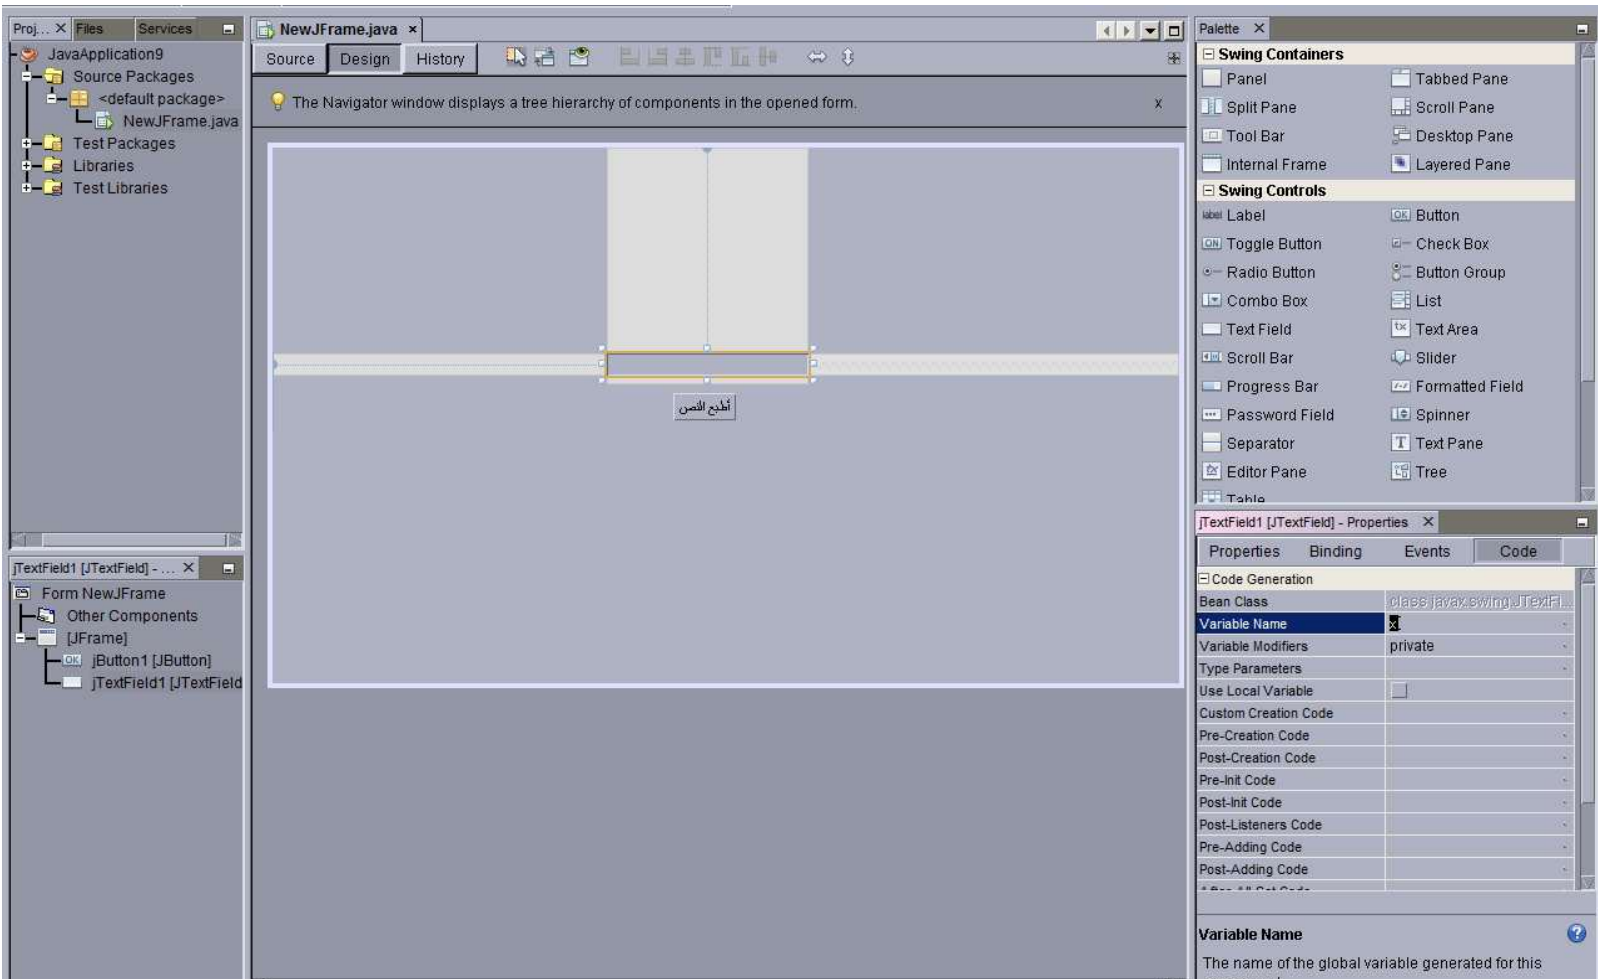 Proj... Files Services
JavaApplication9
Source Packages
<default package>
NewJFrame.java
Test Packages
Libraries
Test Libraries
jTextField1 [JTextField] - ...
Form NewJFrame
Other Components
[JFrame]
jButton1 [JButton]
jTextField1 [JTextField
NewJFrame.java
Source Design History
The Navigator window displays a tree hierarchy of components in the opened form. x
أطبع النص
Palette
Swing Containers
Panel Tabbed Pane
Split Pane Scroll Pane
Tool Bar Desktop Pane
Internal Frame Layered Pane
Swing Controls
label Label OK Button
ON Toggle Button Check Box
Radio Button Button Group
Combo Box List
Text Field Text Area
Scroll Bar Slider
Progress Bar Formatted Field
Password Field Spinner
Separator Text Pane
Editor Pane Tree
Table
jTextField1 [JTextField] - Properties
Properties Binding Events Code
Code Generation
Bean Class class javax.swing.JTextFi...
Variable Name x
Variable Modifiers private
Type Parameters
Use Local Variable
Custom Creation Code
Pre-Creation Code
Post-Creation Code
Pre-Init Code
Post-Init Code
Post-Listeners Code
Pre-Adding Code
Post-Adding Code
After-All-Set Code
Variable Name
The name of the global variable generated for this